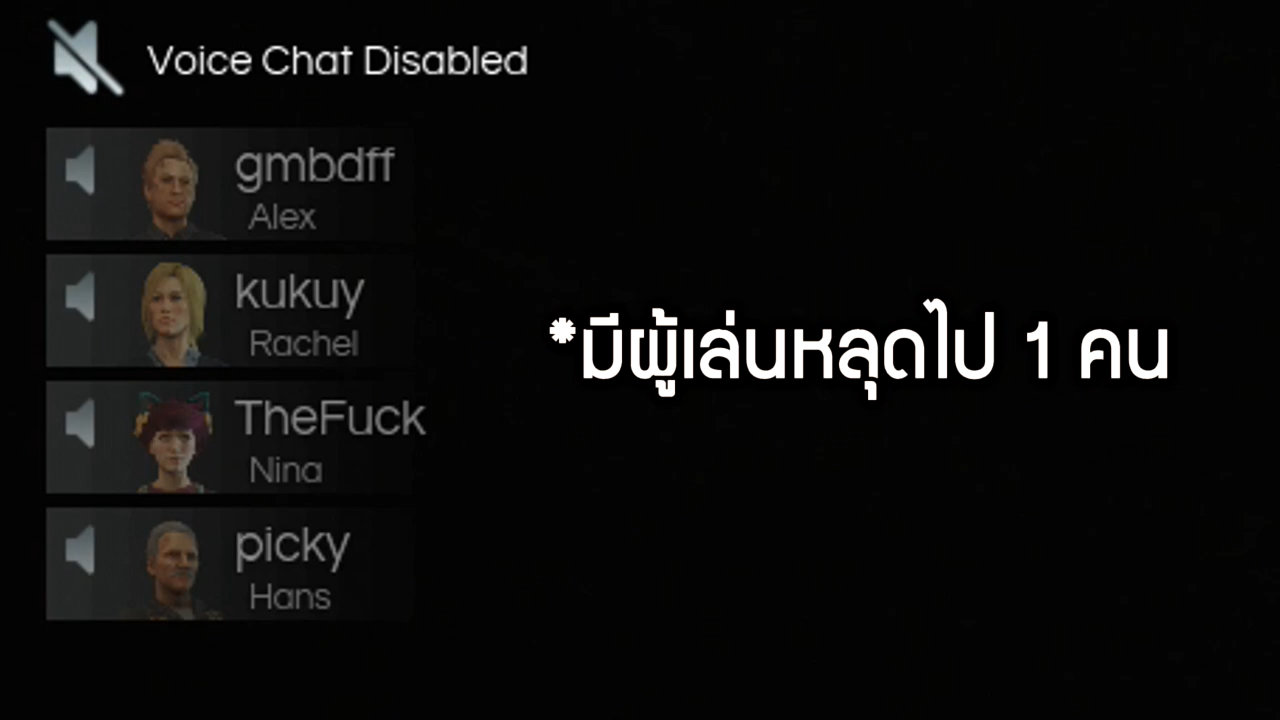 Voice Chat Disabled
gmbdff
Alex
kukuy
Rachel
*มีผู้เล่นหลุดไป 1 คน
TheFuck
Nina
picky
Hans